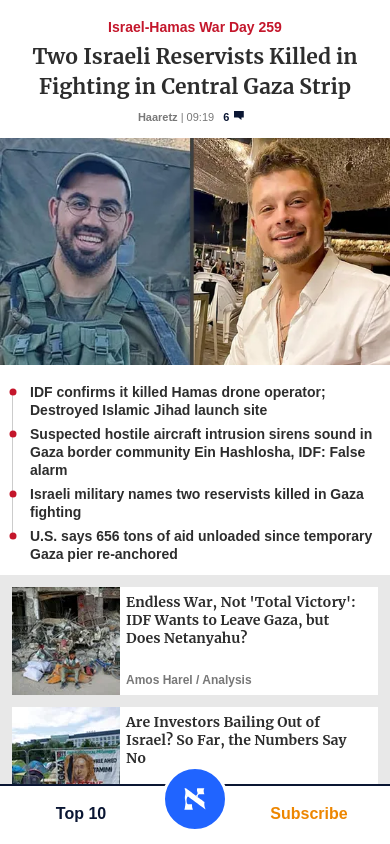 Israel-Hamas War Day 259
Two Israeli Reservists Killed in
Fighting in Central Gaza Strip
Haaretz | 09:19 6
IDF confirms it killed Hamas drone operator;
Destroyed Islamic Jihad launch site
Suspected hostile aircraft intrusion sirens sound in
Gaza border community Ein Hashlosha, IDF: False
alarm
Israeli military names two reservists killed in Gaza
fighting
U.S. says 656 tons of aid unloaded since temporary
Gaza pier re-anchored
Endless War, Not 'Total Victory':
IDF Wants to Leave Gaza, but
Does Netanyahu?
Amos Harel / Analysis
Are Investors Bailing Out of
Israel? So Far, the Numbers Say
No
Top 10
א
Subscribe